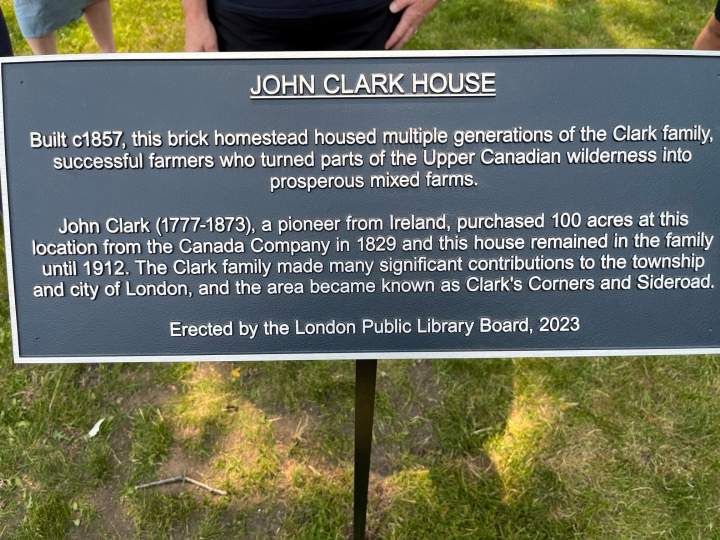 JOHN CLARK HOUSE
Built c1857, this brick homestead housed multiple generations of the Clark family,
successful farmers who turned parts of the Upper Canadian wilderness into
prosperous mixed farms.
John Clark (1777-1873), a pioneer from Ireland, purchased 100 acres at this
location from the Canada Company in 1829 and this house remained in the family
until 1912. The Clark family made many significant contributions to the township
and city of London, and the area became known as Clark's Corners and Sideroad.
Erected by the London Public Library Board, 2023